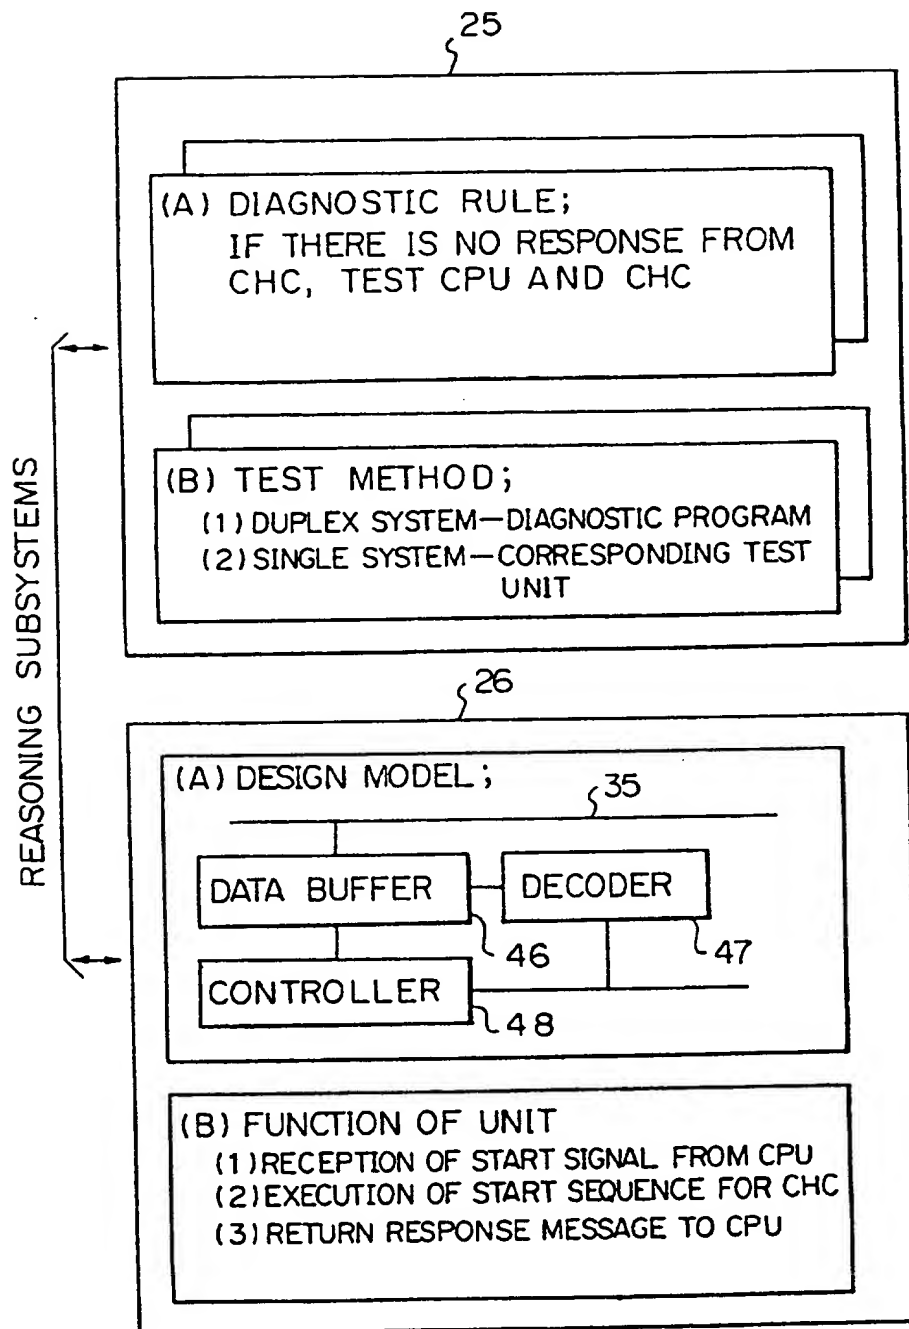 25
(A) DIAGNOSTIC RULE;
IF THERE IS NO RESPONSE FROM
CHC, TEST CPU AND CHC
(B) TEST METHOD;
(1) DUPLEX SYSTEM—DIAGNOSTIC PROGRAM
(2) SINGLE SYSTEM—CORRESPONDING TEST
UNIT
REASONING SUBSYSTEMS
26
(A) DESIGN MODEL;
35
DATA BUFFER
DECODER
46
47
CONTROLLER
48
(B) FUNCTION OF UNIT
(1) RECEPTION OF START SIGNAL FROM CPU
(2) EXECUTION OF START SEQUENCE FOR CHC
(3) RETURN RESPONSE MESSAGE TO CPU